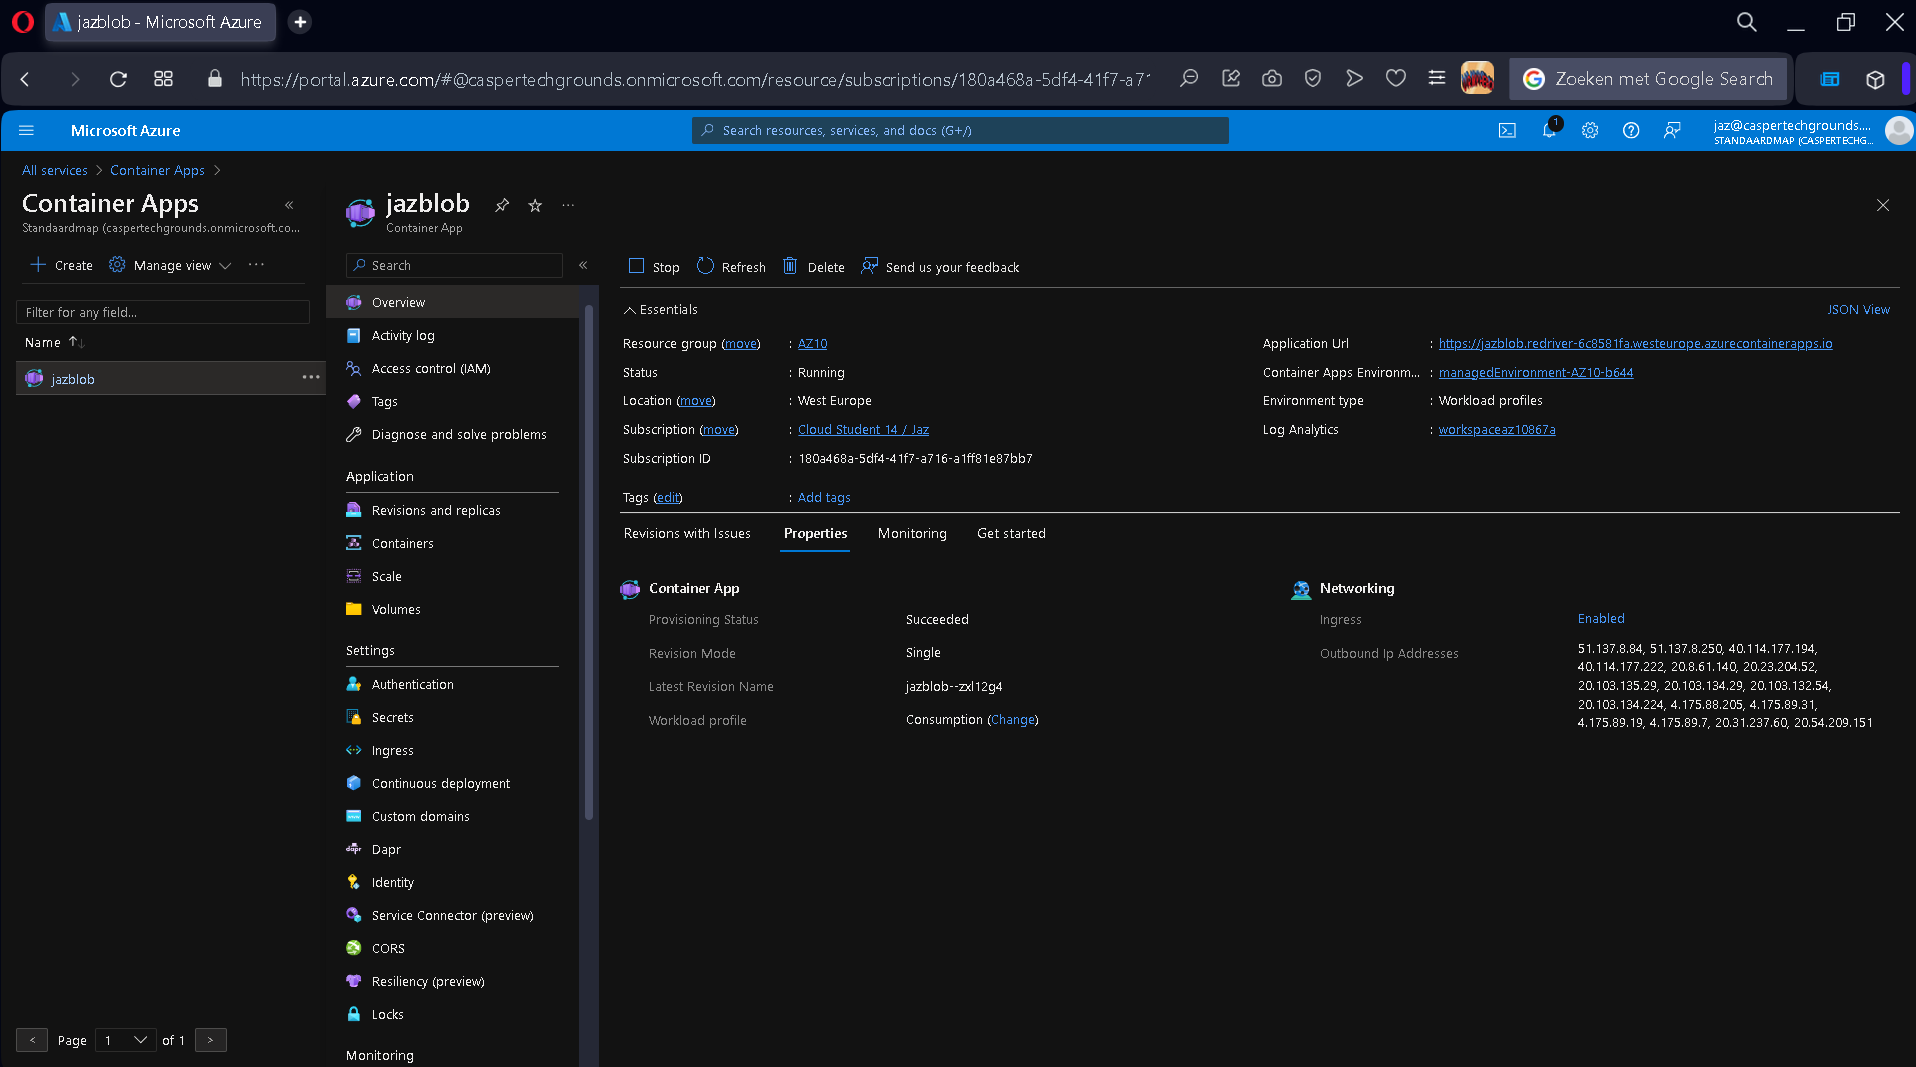 jazblob - Microsoft Azure
https://portal.azure.com/#@caspertechgrounds.onmicrosoft.com/resource/subscriptions/180a468a-5df4-41f7-a71
Zoeken met Google Search
Microsoft Azure
Search resources, services, and docs (G+/)
1
jaz@caspertechgrounds....
STANDAARDMAP (CASPERTECHG...
All services > Container Apps >
Container Apps
Standaardmap (caspertechgrounds.onmicrosoft.co...
Create
Manage view
Filter for any field...
Name
jazblob
Page 1 of 1
jazblob
Container App
Search
Overview
Activity log
Access control (IAM)
Tags
Diagnose and solve problems
Application
Revisions and replicas
Containers
Scale
Volumes
Settings
Authentication
Secrets
Ingress
Continuous deployment
Custom domains
dapr Dapr
Identity
Service Connector (preview)
CORS
Resiliency (preview)
Locks
Monitoring
Stop
Refresh
Delete
Send us your feedback
Essentials
JSON View
Resource group (move) : AZ10
Status : Running
Location (move) : West Europe
Subscription (move) : Cloud Student 14 / Jaz
Subscription ID : 180a468a-5df4-41f7-a716-a1ff81e87bb7
Tags (edit) : Add tags
Application Url : https://jazblob.redriver-6c8581fa.westeurope.azurecontainerapps.io
Container Apps Environm... : managedEnvironment-AZ10-b644
Environment type : Workload profiles
Log Analytics : workspaceaz10867a
Revisions with Issues
Properties
Monitoring
Get started
Container App
Provisioning Status Succeeded
Revision Mode Single
Latest Revision Name jazblob--zxl12g4
Workload profile Consumption (Change)
Networking
Ingress Enabled
Outbound Ip Addresses 51.137.8.84, 51.137.8.250, 40.114.177.194,
40.114.177.222, 20.8.61.140, 20.23.204.52,
20.103.135.29, 20.103.134.29, 20.103.132.54,
20.103.134.224, 4.175.88.205, 4.175.89.31,
4.175.89.19, 4.175.89.7, 20.31.237.60, 20.54.209.151